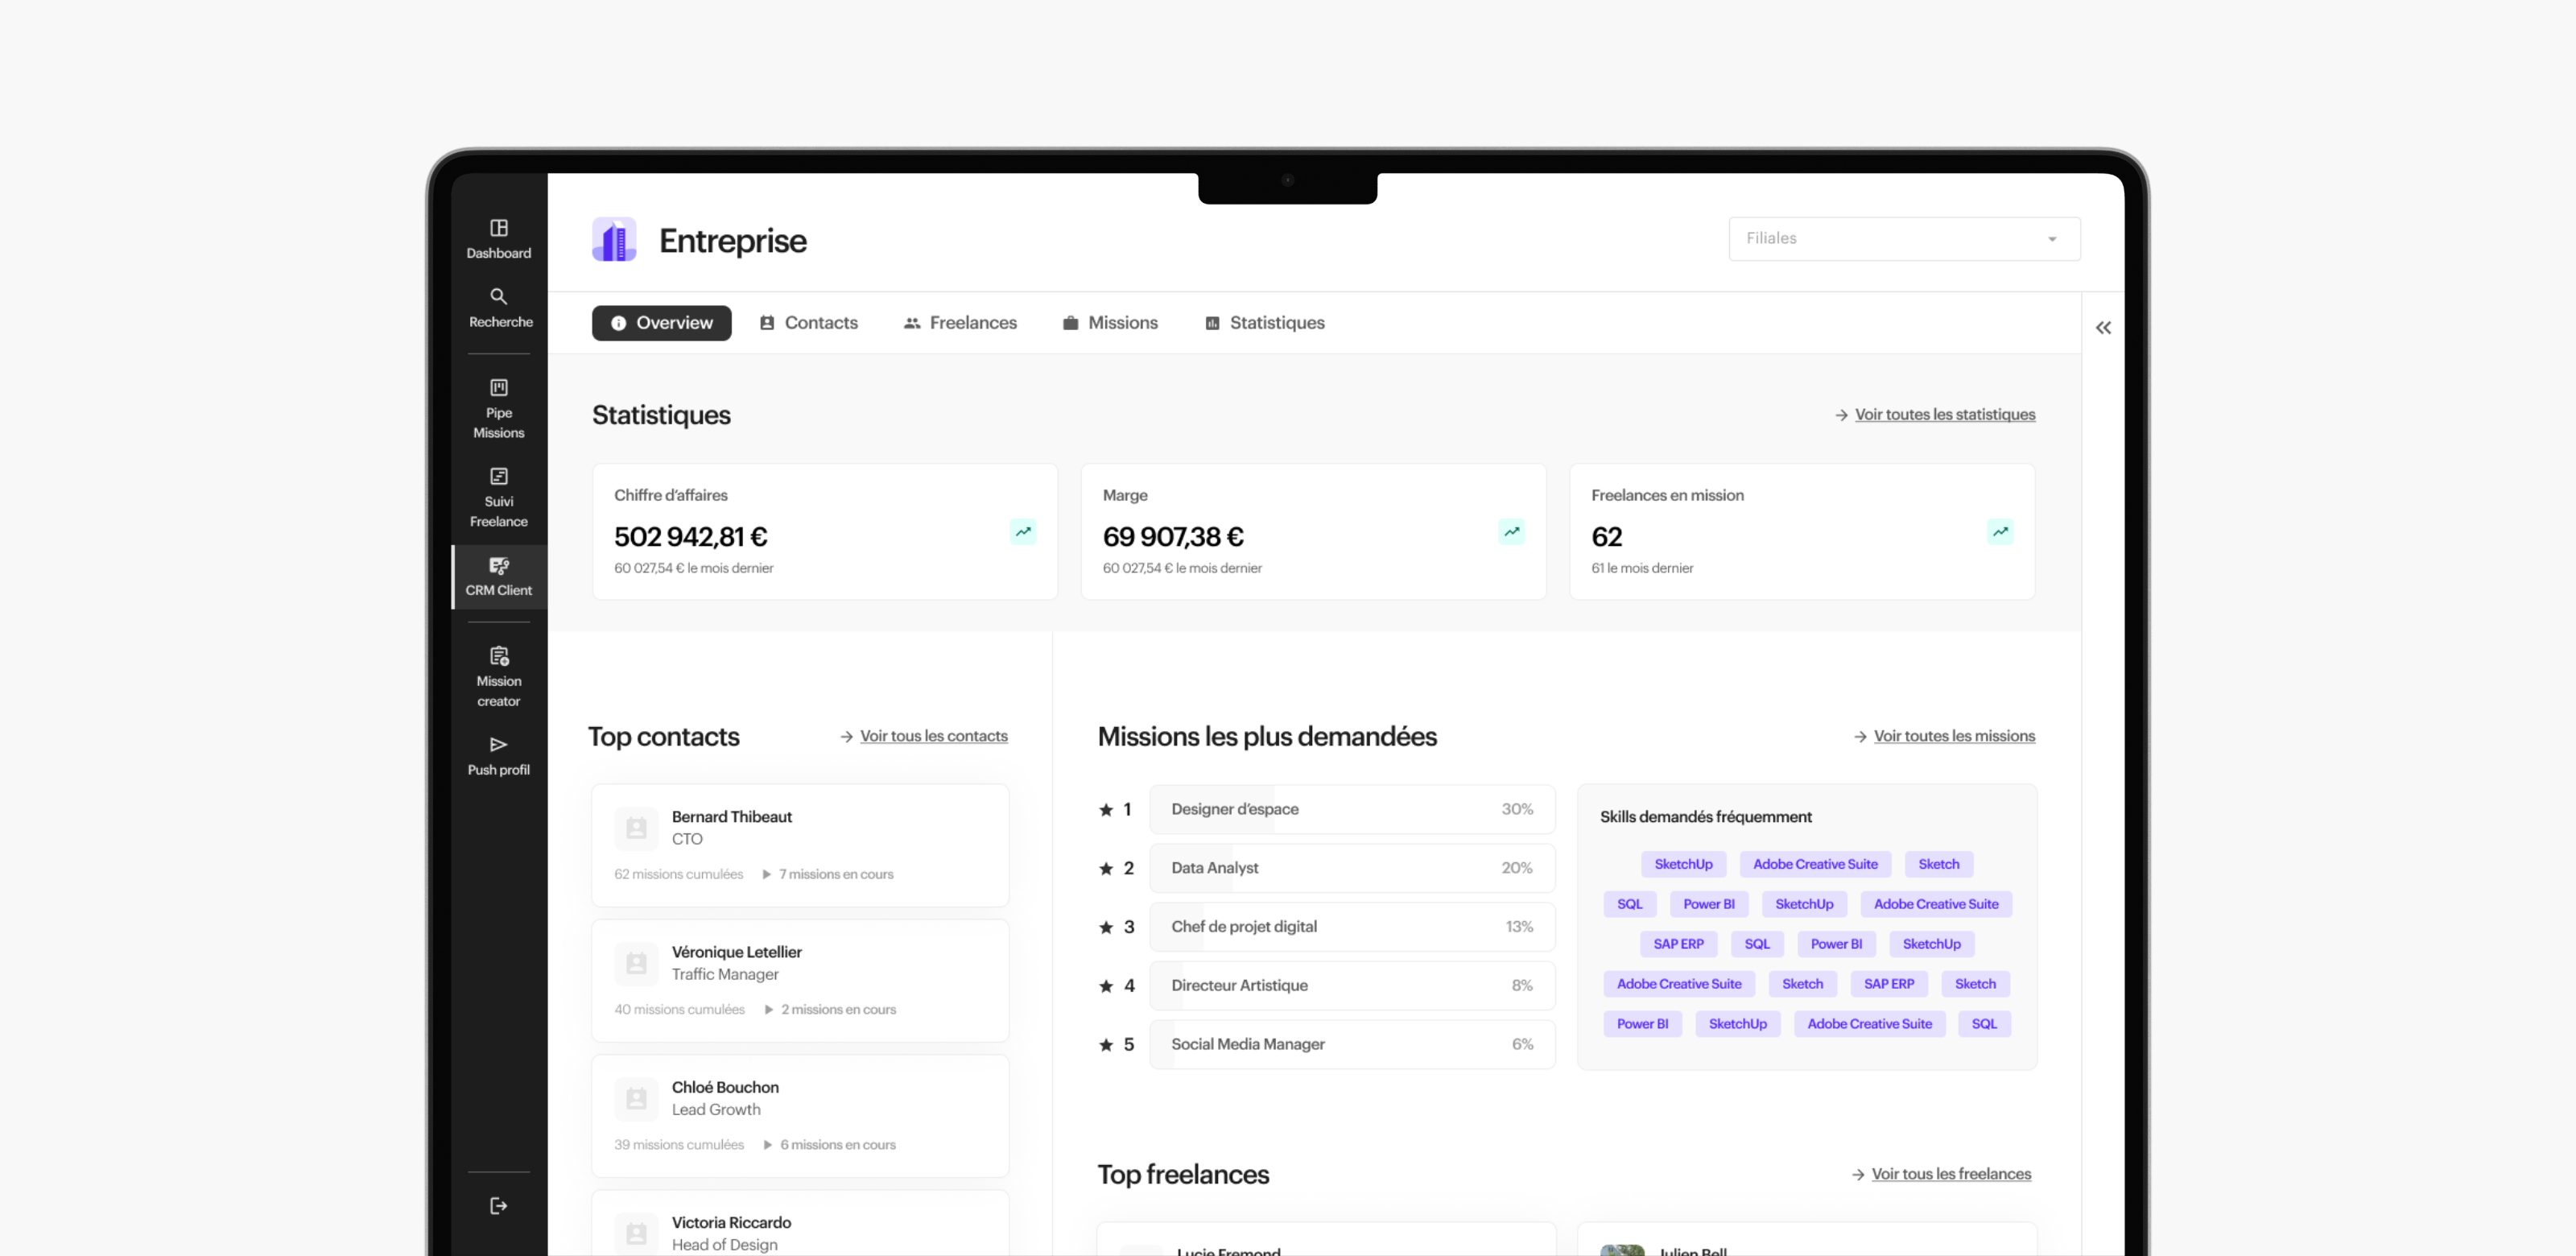 Dashboard
Recherche
Pipe
Missions
Suivi
Freelance
CRM Client
Mission
creator
Push profil
Entreprise
Filiales
Overview
Contacts
Freelances
Missions
Statistiques
Statistiques
Voir toutes les statistiques
Chiffre d’affaires
502 942,81 €
60 027,54 € le mois dernier
Marge
69 907,38 €
60 027,54 € le mois dernier
Freelances en mission
62
61 le mois dernier
Top contacts
Voir tous les contacts
Bernard Thibeaut
CTO
62 missions cumulées
7 missions en cours
Véronique Letellier
Traffic Manager
40 missions cumulées
2 missions en cours
Chloé Bouchon
Lead Growth
39 missions cumulées
6 missions en cours
Victoria Riccardo
Head of Design
Missions les plus demandées
Voir toutes les missions
1 Designer d’espace 30%
2 Data Analyst 20%
3 Chef de projet digital 13%
4 Directeur Artistique 8%
5 Social Media Manager 6%
Skills demandés fréquemment
SketchUp Adobe Creative Suite Sketch
SQL Power BI SketchUp Adobe Creative Suite
SAP ERP SQL Power BI SketchUp
Adobe Creative Suite Sketch SAP ERP Sketch
Power BI SketchUp Adobe Creative Suite SQL
Top freelances
Voir tous les freelances
Lucie Fremond
Julien Bell